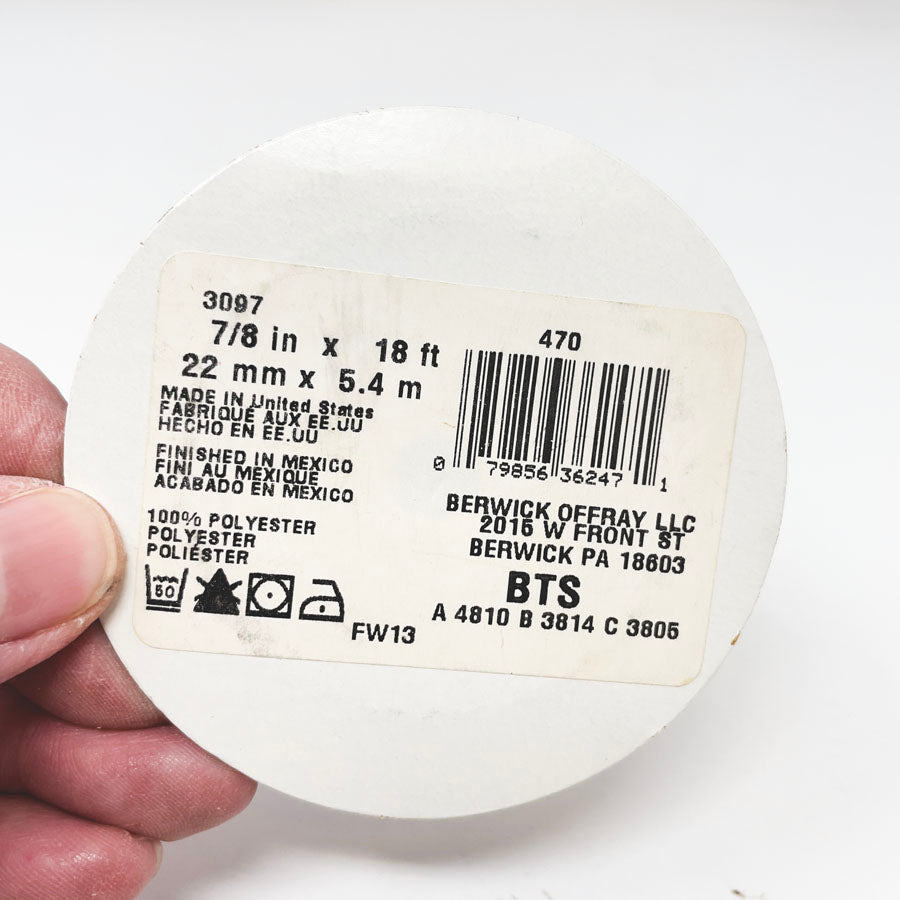 3097
7/8 in x 18 ft
22 mm x 5.4 m
MADE IN United States
FABRIQUÉ AUX EE.UU
HECHO EN EE.UU
FINISHED IN MEXICO
FINI AU MEXIQUE
ACABADO EN MEXICO
100% POLYESTER
POLYESTER
POLIÉSTER
60
FW13
470
0 79856 36247 1
BERWICK OFFRAY LLC
2015 W FRONT ST
BERWICK PA 18603
BTS
A 4810 B 3814 C 3805